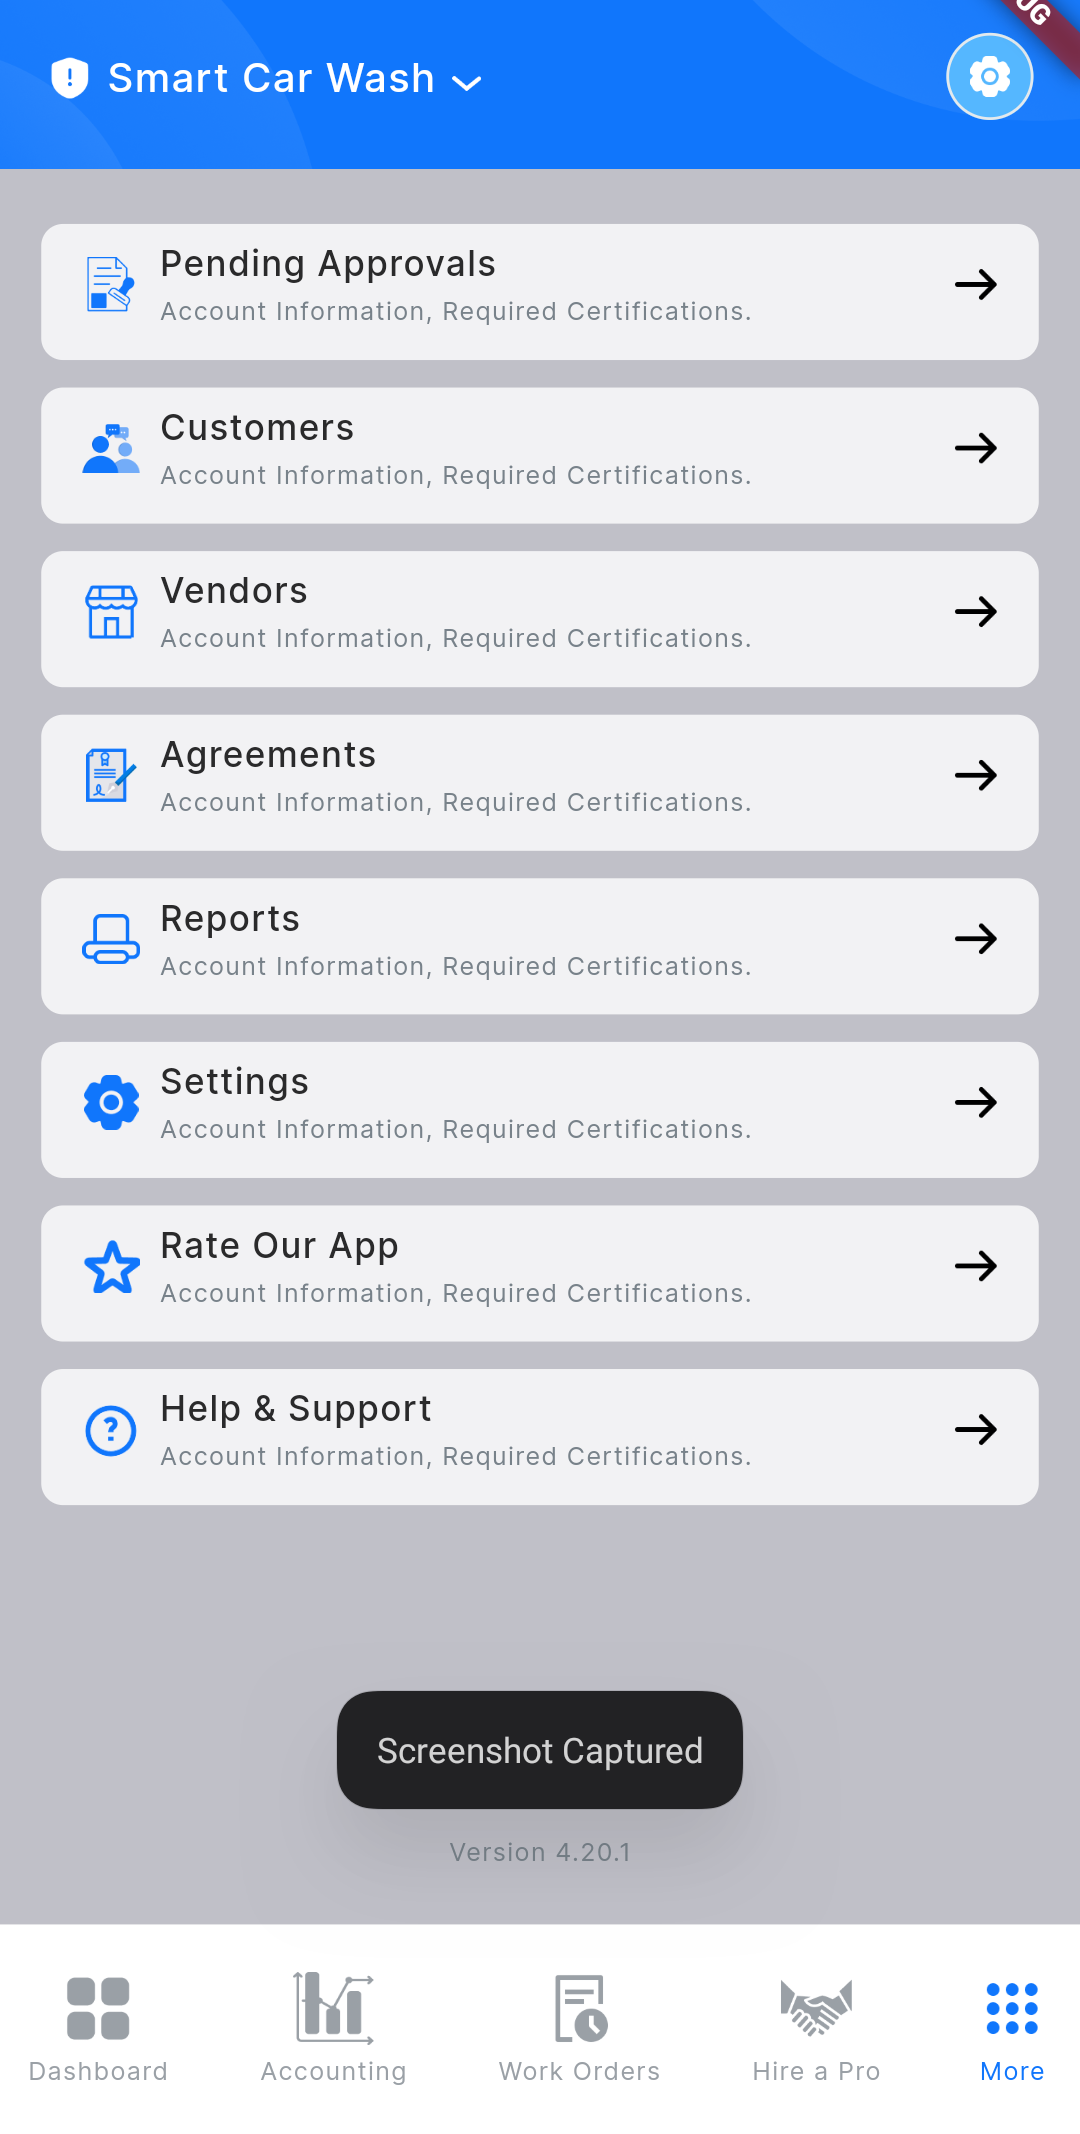 Smart Car Wash
UG
Pending Approvals
Account Information, Required Certifications.
Customers
Account Information, Required Certifications.
Vendors
Account Information, Required Certifications.
Agreements
Account Information, Required Certifications.
Reports
Account Information, Required Certifications.
Settings
Account Information, Required Certifications.
Rate Our App
Account Information, Required Certifications.
Help & Support
Account Information, Required Certifications.
Screenshot Captured
Version 4.20.1
Dashboard
Accounting
Work Orders
Hire a Pro
More